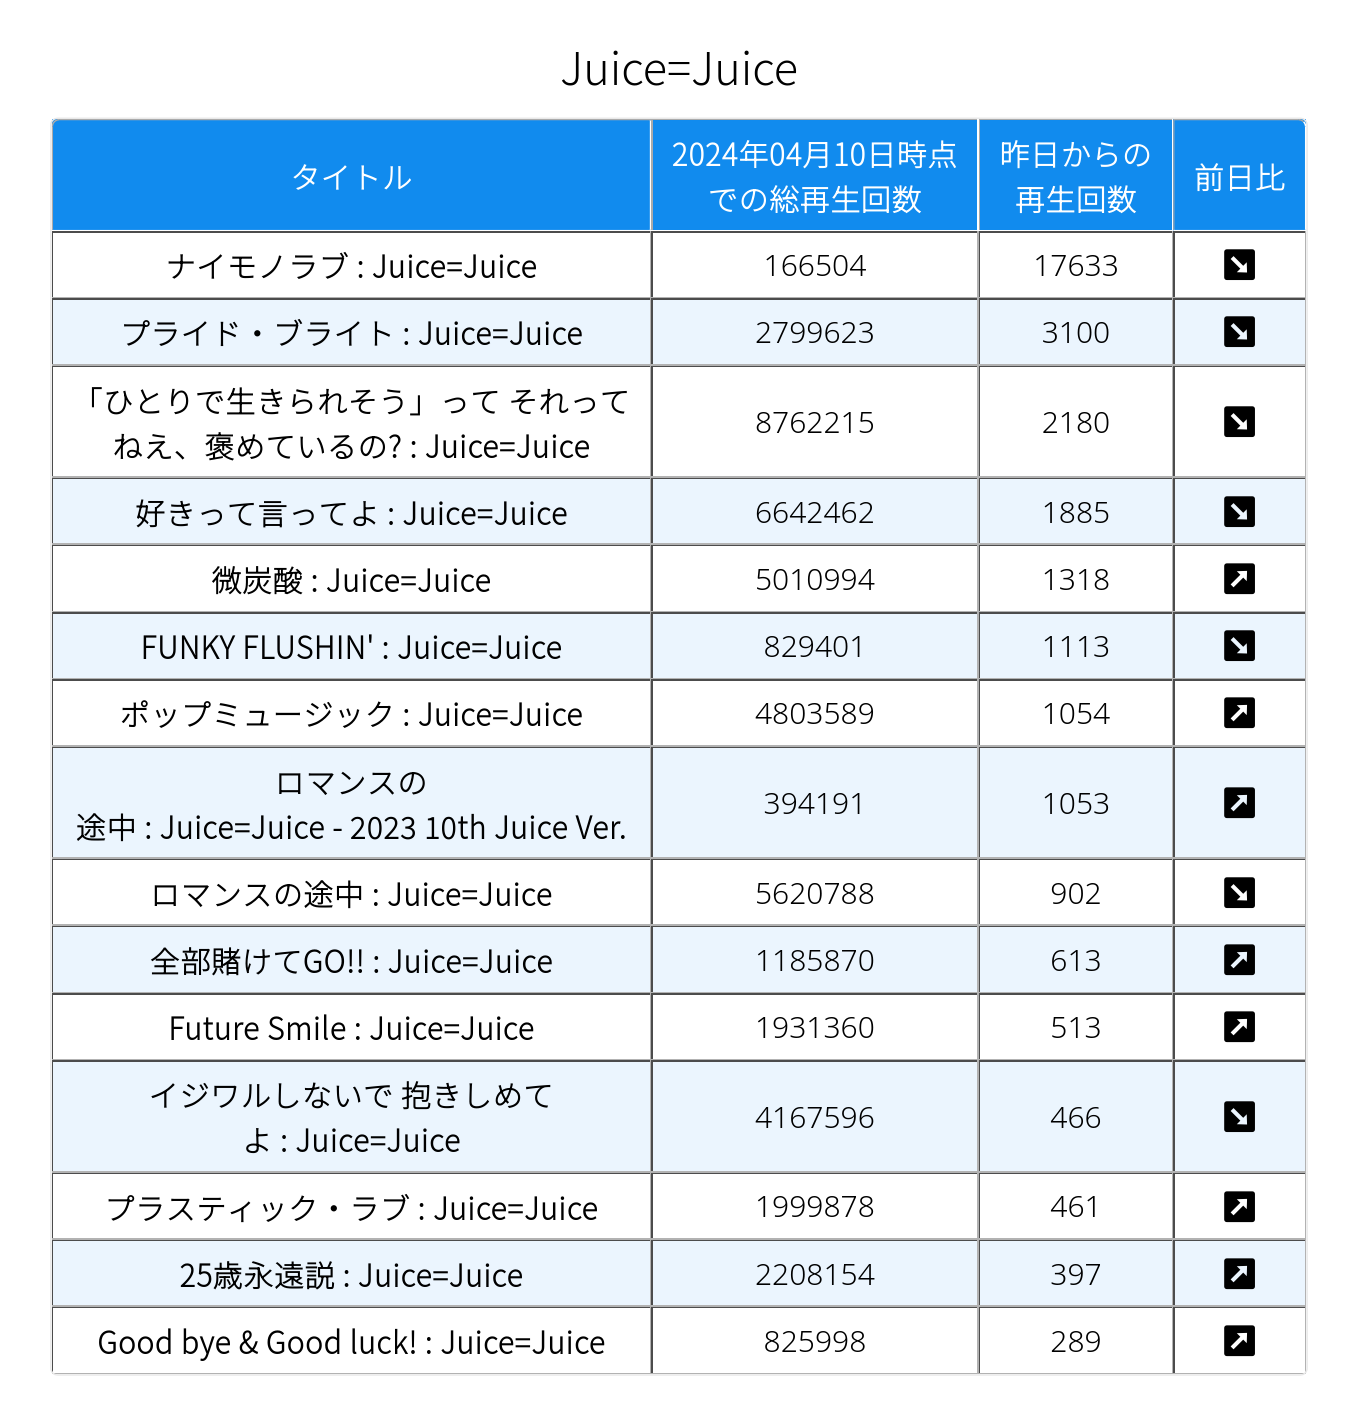 Juice=Juice
タイトル
2024年04月10日時点
での総再生回数
昨日からの
再生回数
前日比
ナイモノラブ : Juice=Juice
166504
17633
↘
プライド・ブライト : Juice=Juice
2799623
3100
↘
「ひとりで生きられそう」って それって
ねえ、褒めているの? : Juice=Juice
8762215
2180
↘
好きって言ってよ : Juice=Juice
6642462
1885
↘
微炭酸 : Juice=Juice
5010994
1318
↗
FUNKY FLUSHIN' : Juice=Juice
829401
1113
↘
ポップミュージック : Juice=Juice
4803589
1054
↗
ロマンスの
途中 : Juice=Juice - 2023 10th Juice Ver.
394191
1053
↗
ロマンスの途中 : Juice=Juice
5620788
902
↘
全部賭けてGO!! : Juice=Juice
1185870
613
↗
Future Smile : Juice=Juice
1931360
513
↗
イジワルしないで 抱きしめて
よ : Juice=Juice
4167596
466
↘
プラスティック・ラブ : Juice=Juice
1999878
461
↗
25歳永遠説 : Juice=Juice
2208154
397
↗
Good bye & Good luck! : Juice=Juice
825998
289
↗